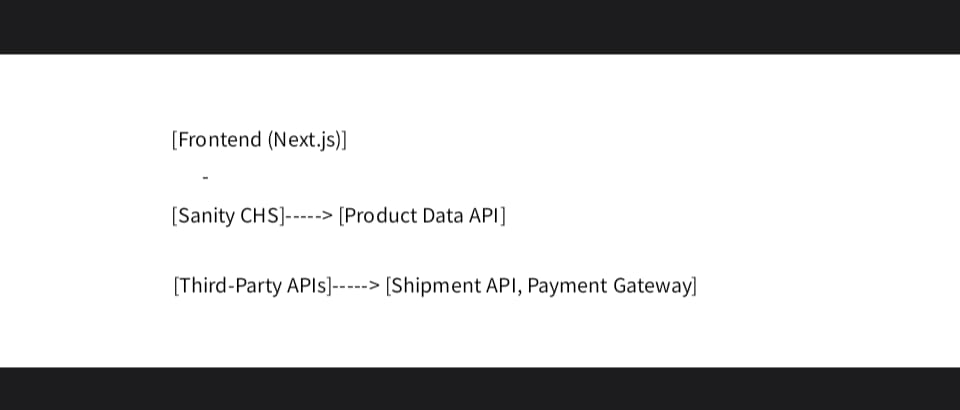 [Frontend (Next.js)]
-
[Sanity CHS]-----> [Product Data API]
[Third-Party APIs]-----> [Shipment API, Payment Gateway]